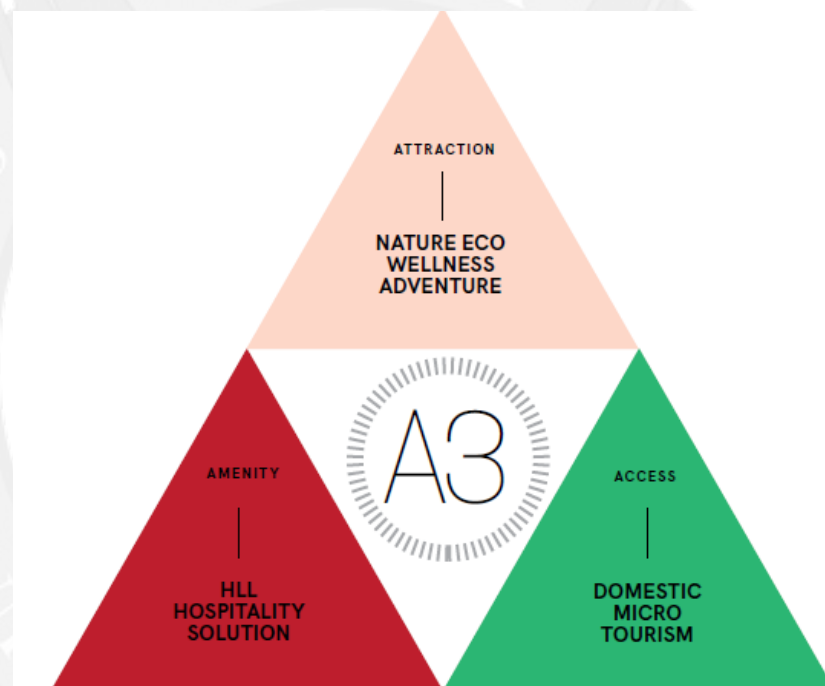 ATTRACTION
NATURE ECO
WELLNESS
ADVENTURE
A3
AMENITY
HLL
HOSPITALITY
SOLUTION
ACCESS
DOMESTIC
MICRO
TOURISM